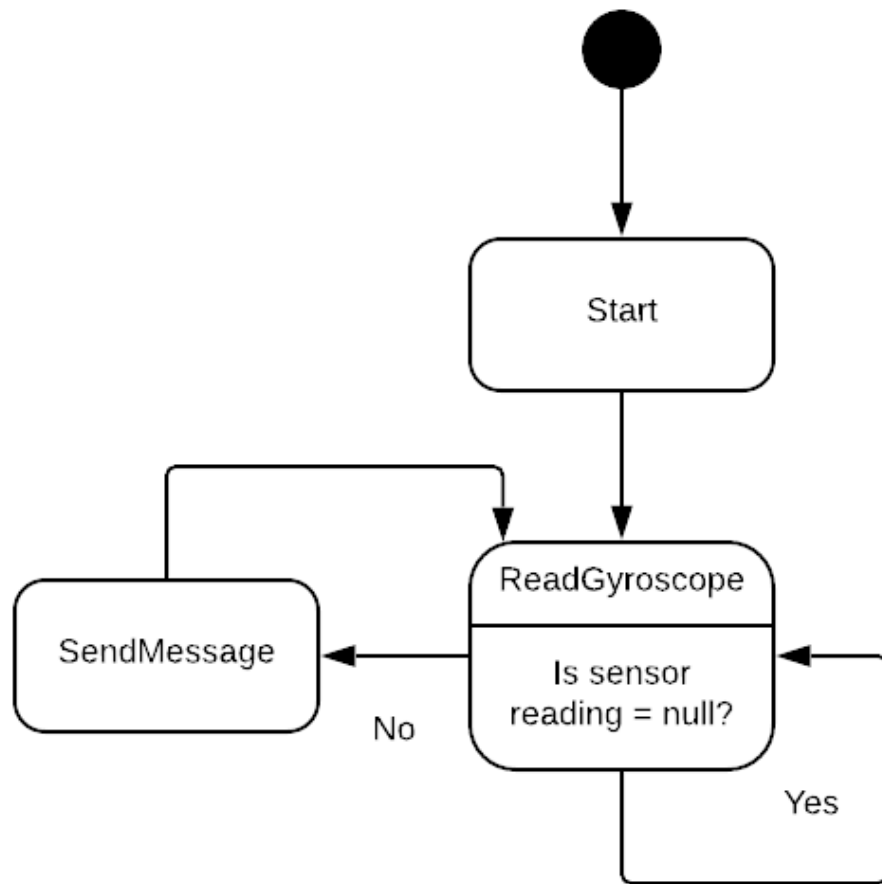 Start
ReadGyroscope
SendMessage
Is sensor
reading = null?
No
Yes